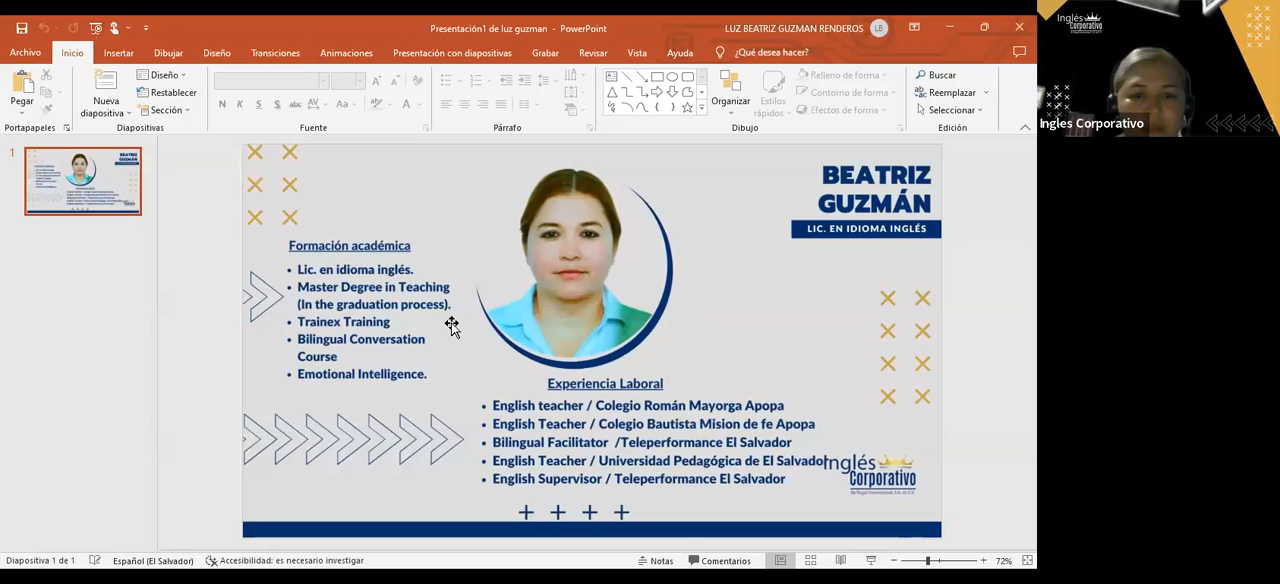 Presentación1 de luz guzman - PowerPoint
LUZ BEATRIZ GUZMAN RENDEROS
LB
Archivo
Inicio
Insertar
Dibujar
Diseño
Transiciones
Animaciones
Presentación con diapositivas
Grabar
Revisar
Vista
Ayuda
¿Qué desea hacer?
Pegar
Nueva
diapositiva
Diseño
Restablecer
Sección
N K S S abc AV Aa A
Organizar
Estilos
rápidos
Relleno de forma
Contorno de forma
Efectos de forma
Buscar
Reemplazar
Seleccionar
Portapapeles
Diapositivas
Fuente
Párrafo
Dibujo
Edición
1
BEATRIZ
GUZMÁN
LIC. EN IDIOMA INGLÉS
Formación académica
• Lic. en idioma inglés.
• Master Degree in Teaching
(In the graduation process).
• Trainex Training
• Bilingual Conversation
Course
• Emotional Intelligence.
Experiencia Laboral
• English teacher / Colegio Román Mayorga Apopa
• English Teacher / Colegio Bautista Mision de fe Apopa
• Bilingual Facilitator /Teleperformance El Salvador
• English Teacher / Universidad Pedagógica de El Salvador
• English Supervisor / Teleperformance El Salvador
Inglés
Corporativo
Inglés
Corporativo
Ingles Corporativo
Diapositiva 1 de 1
Español (El Salvador)
Accesibilidad: es necesario investigar
Notas
Comentarios
72%